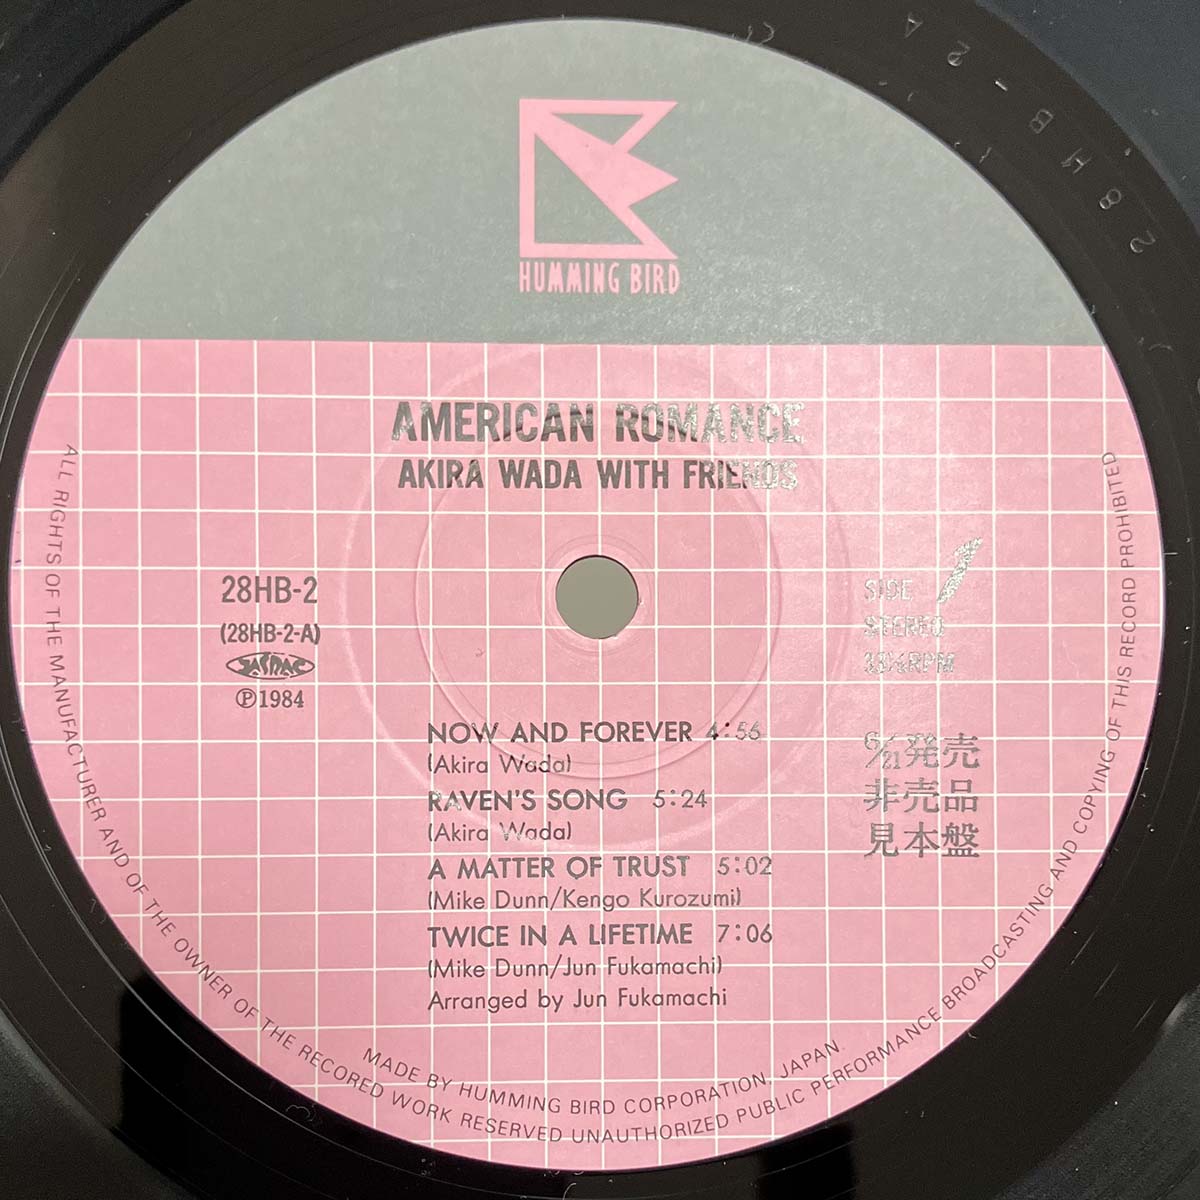 HUMMING BIRD
AMERICAN ROMANCE
AKIRA WADA WITH FRIENDS
28HB-2
(28HB-2-A)
JASRAC
Ⓟ1984
SIDE 1
STEREO
33⅓RPM
NOW AND FOREVER 4:56
(Akira Wada)
RAVEN'S SONG 5:24
(Akira Wada)
A MATTER OF TRUST 5:02
(Mike Dunn/Kengo Kurozumi)
TWICE IN A LIFETIME 7:06
(Mike Dunn/Jun Fukamachi)
Arranged by Jun Fukamachi
6/21発売
非売品
見本盤
MADE BY HUMMING BIRD CORPORATION, JAPAN.
ALL RIGHTS OF THE MANUFACTURER AND OF THE OWNER OF THE RECORED WORK RESERVED UNAUTHORIZED PUBLIC PERFORMANCE BROADCASTING AND COPYING OF THIS RECORD PROHIBITED
28HB-2A